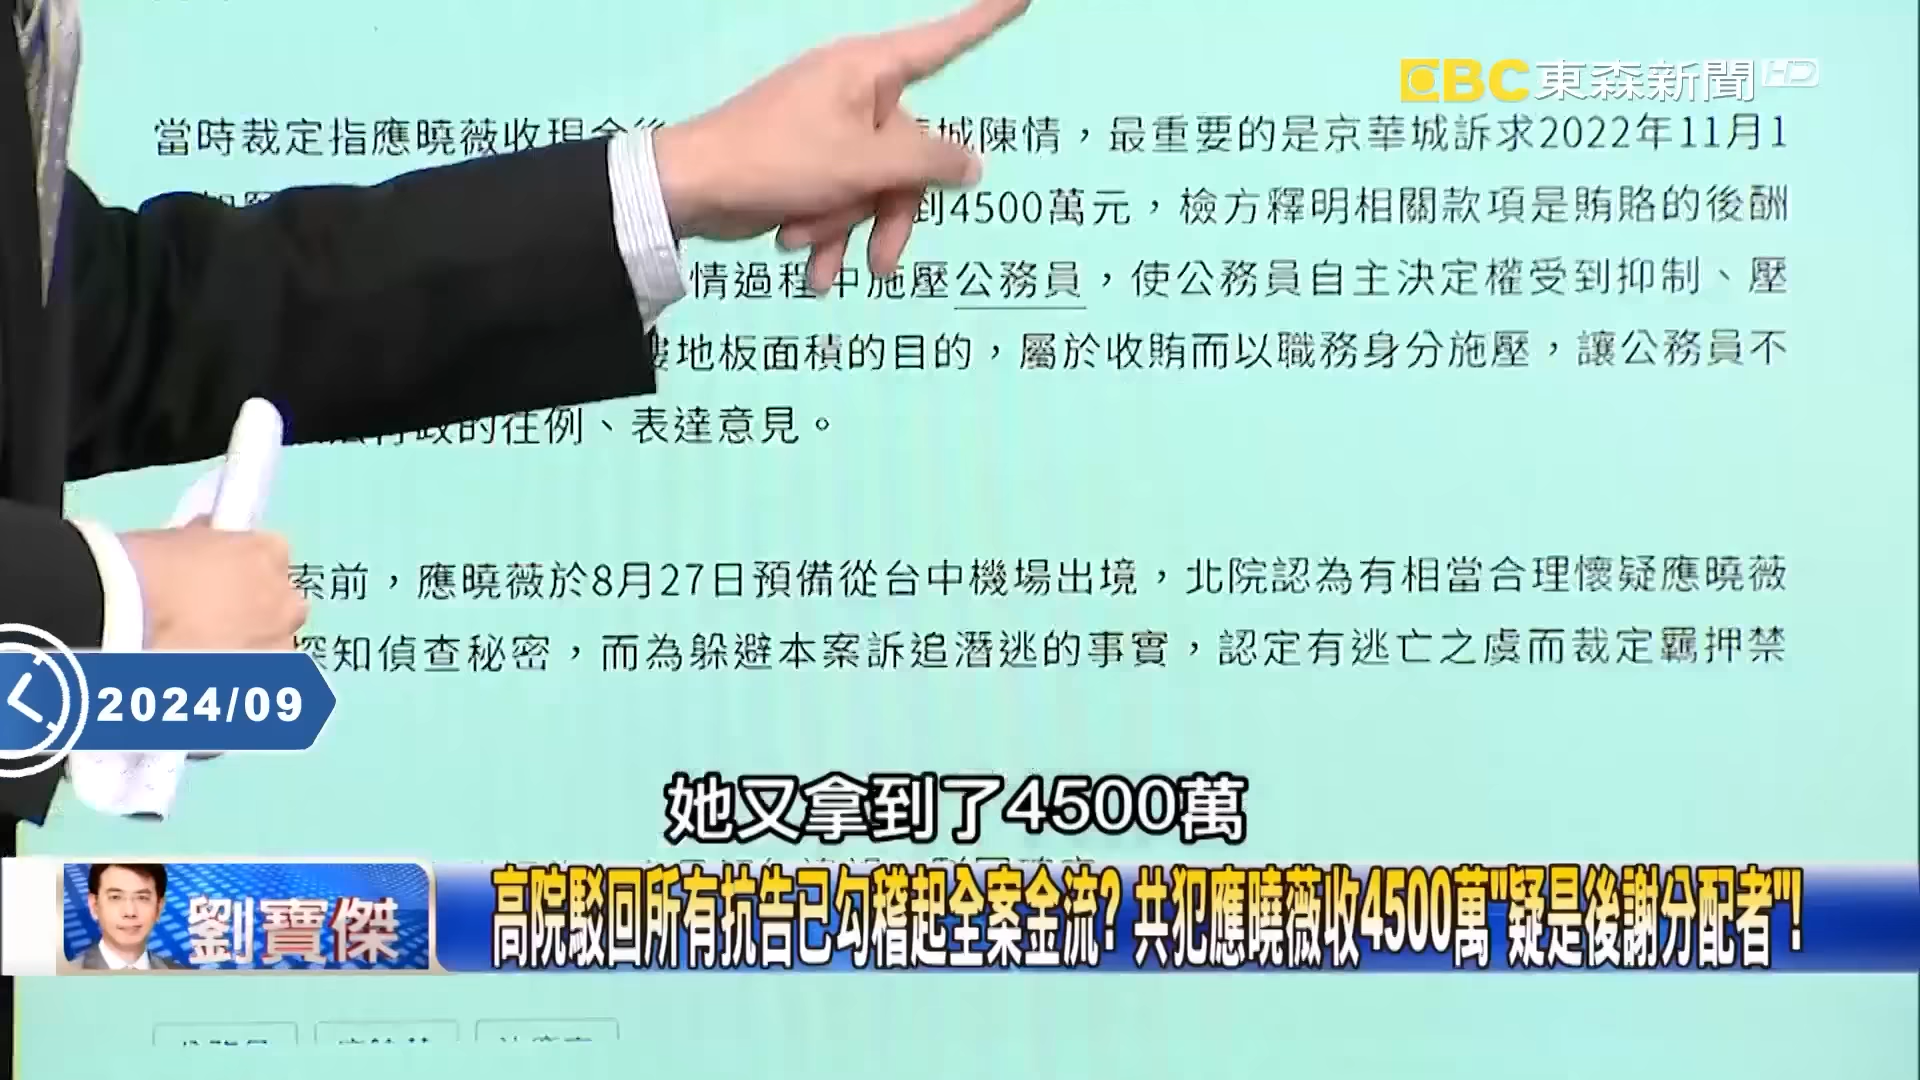 EBC 東森新聞 HD
當時裁定指應曉薇收現金後 城陳情，最重要的是京華城訴求2022年11月1
到4500萬元，檢方釋明相關款項是賄賂的後酬
情過程中施壓公務員，使公務員自主決定權受到抑制、壓
樓地板面積的目的，屬於收賄而以職務身分施壓，讓公務員不
行政的往例、表達意見。
索前，應曉薇於8月27日預備從台中機場出境，北院認為有相當合理懷疑應曉薇
探知偵查秘密，而為躲避本案訴追潛逃的事實，認定有逃亡之虞而裁定羈押禁
2024/09
她又拿到了4500萬
劉寶傑
高院駁回所有抗告已勾稽起全案金流? 共犯應曉薇收4500萬"疑是後謝分配者"!